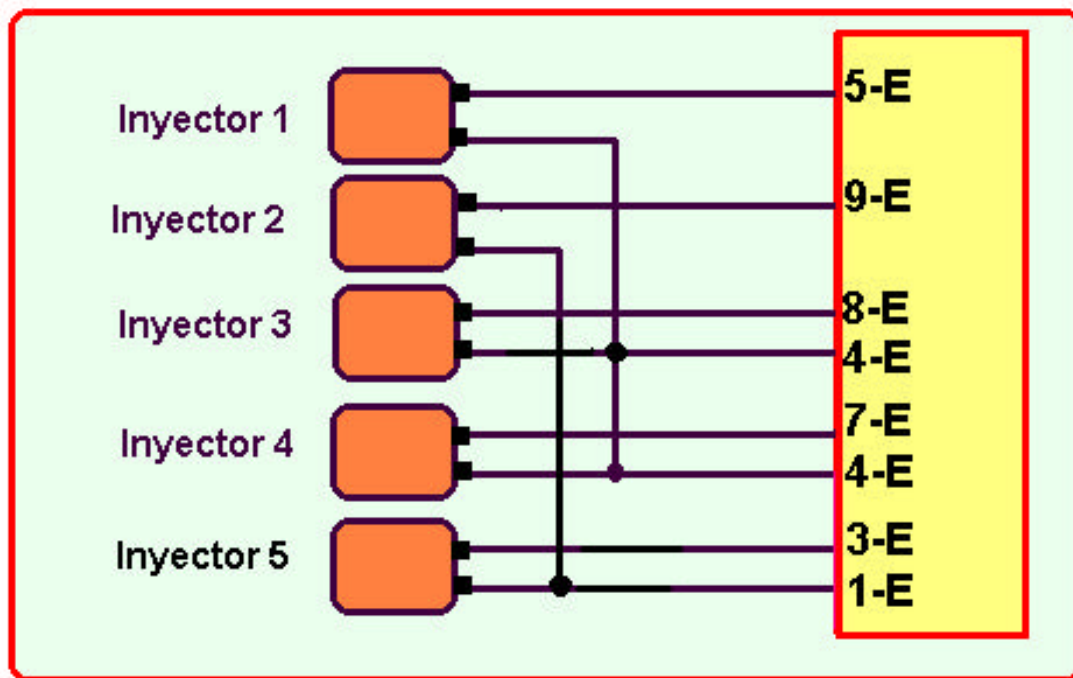 Inyector 1
5-E
Inyector 2
9-E
Inyector 3
8-E
4-E
Inyector 4
7-E
4-E
Inyector 5
3-E
1-E